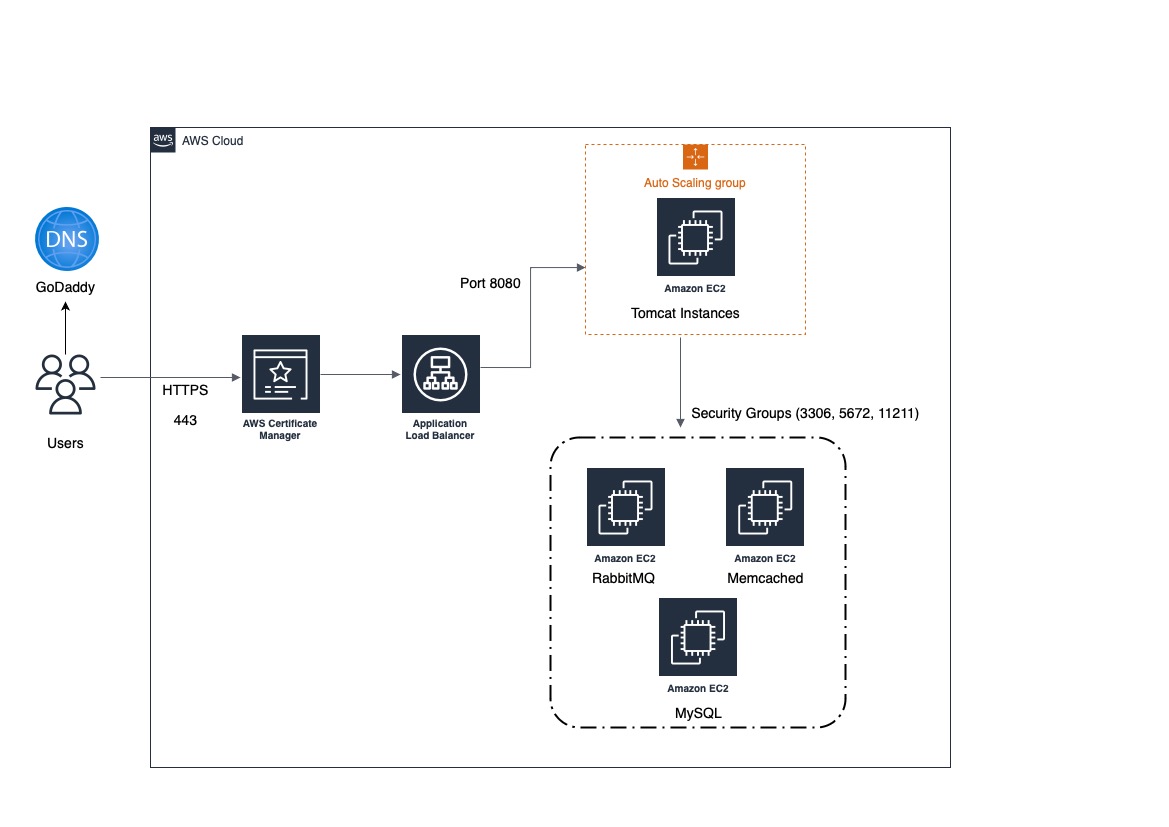 aws
AWS Cloud
Auto Scaling group
DNS
GoDaddy
Port 8080
Amazon EC2
Tomcat Instances
HTTPS
443
AWS Certificate
Manager
Application
Load Balancer
Users
Security Groups (3306, 5672, 11211)
Amazon EC2
RabbitMQ
Amazon EC2
Memcached
Amazon EC2
MySQL